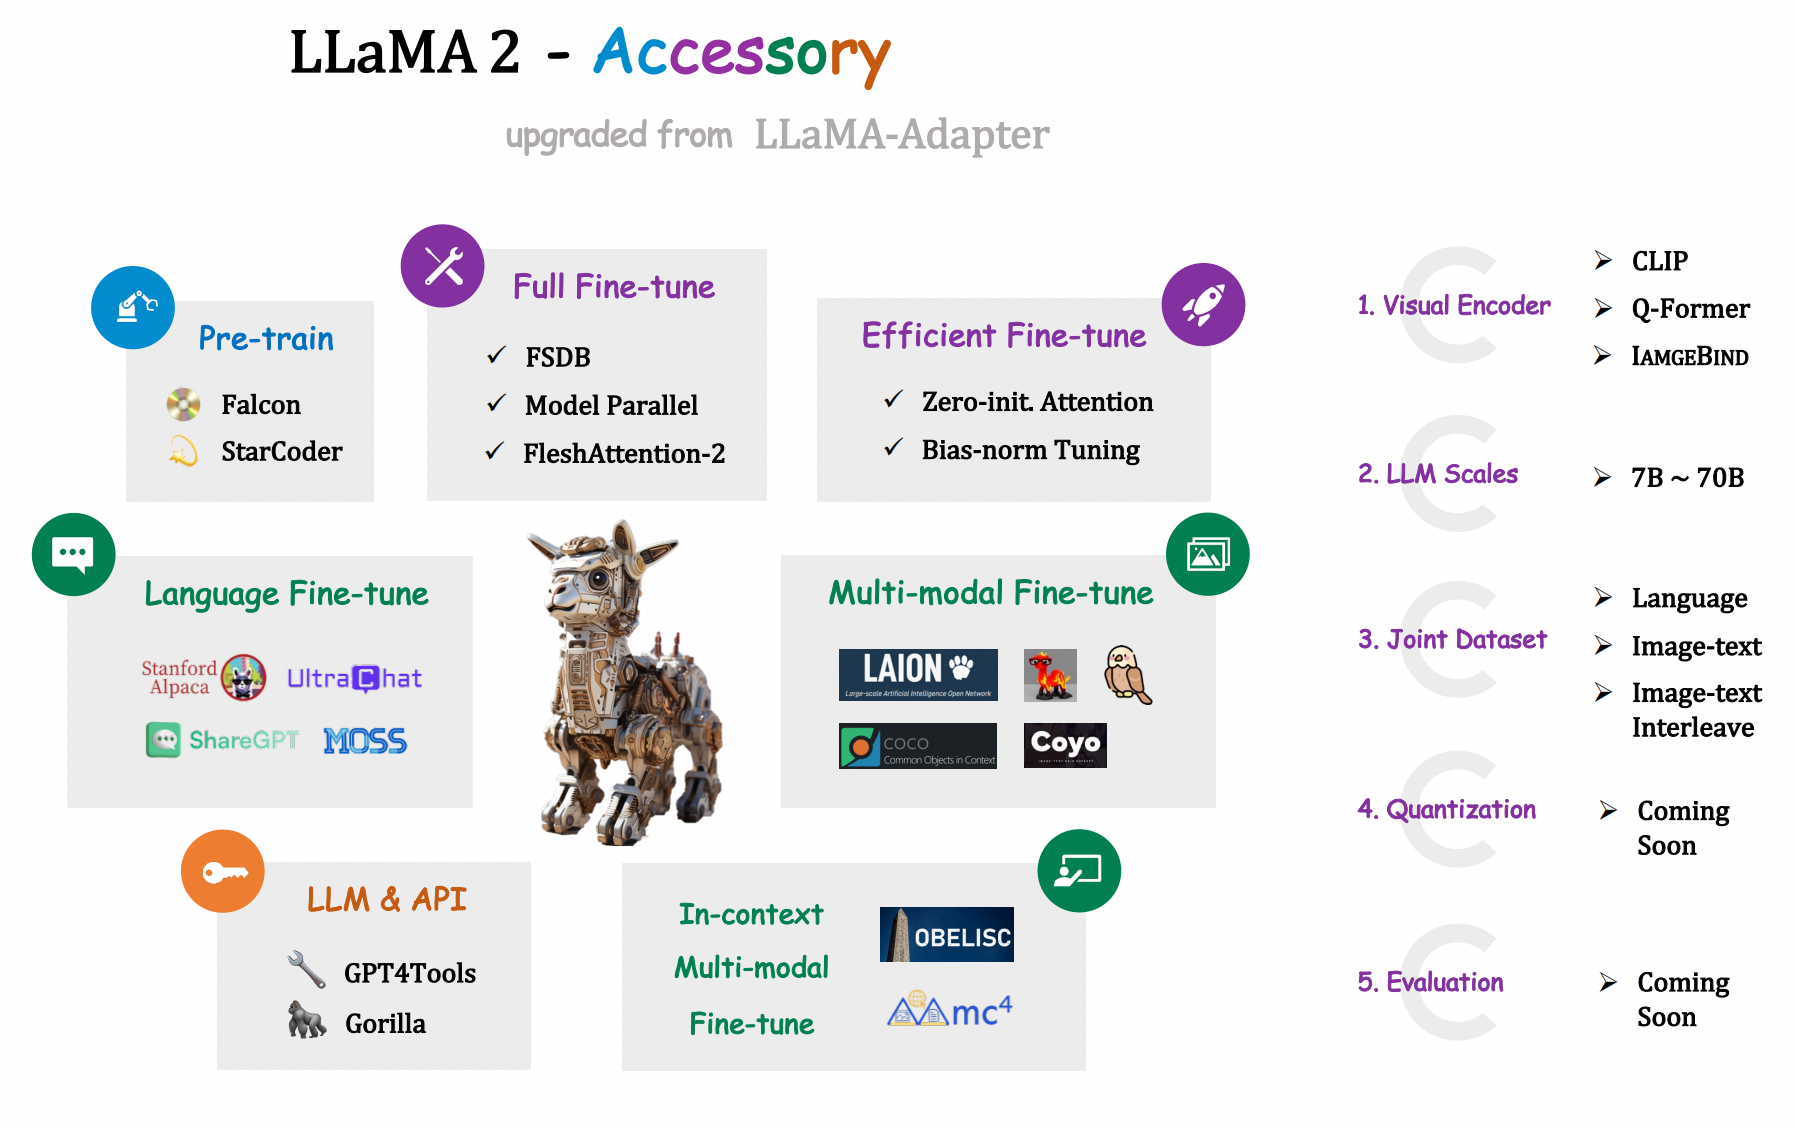 LLaMA 2 - Accessory
upgraded from LLaMA-Adapter
Pre-train
Falcon
StarCoder
Full Fine-tune
FSDB
Model Parallel
FleshAttention-2
Efficient Fine-tune
Zero-init. Attention
Bias-norm Tuning
Language Fine-tune
Stanford
Alpaca
UltraChat
ShareGPT
MOSS
Multi-modal Fine-tune
LAION
Large-scale Artificial Intelligence Open Network
COCO
Common Objects in Context
Coyo
LLM & API
GPT4Tools
Gorilla
In-context
Multi-modal
Fine-tune
OBELISC
mc4
1. Visual Encoder
CLIP
Q-Former
IAMGEBIND
2. LLM Scales
7B ~ 70B
3. Joint Dataset
Language
Image-text
Image-text
Interleave
4. Quantization
Coming
Soon
5. Evaluation
Coming
Soon